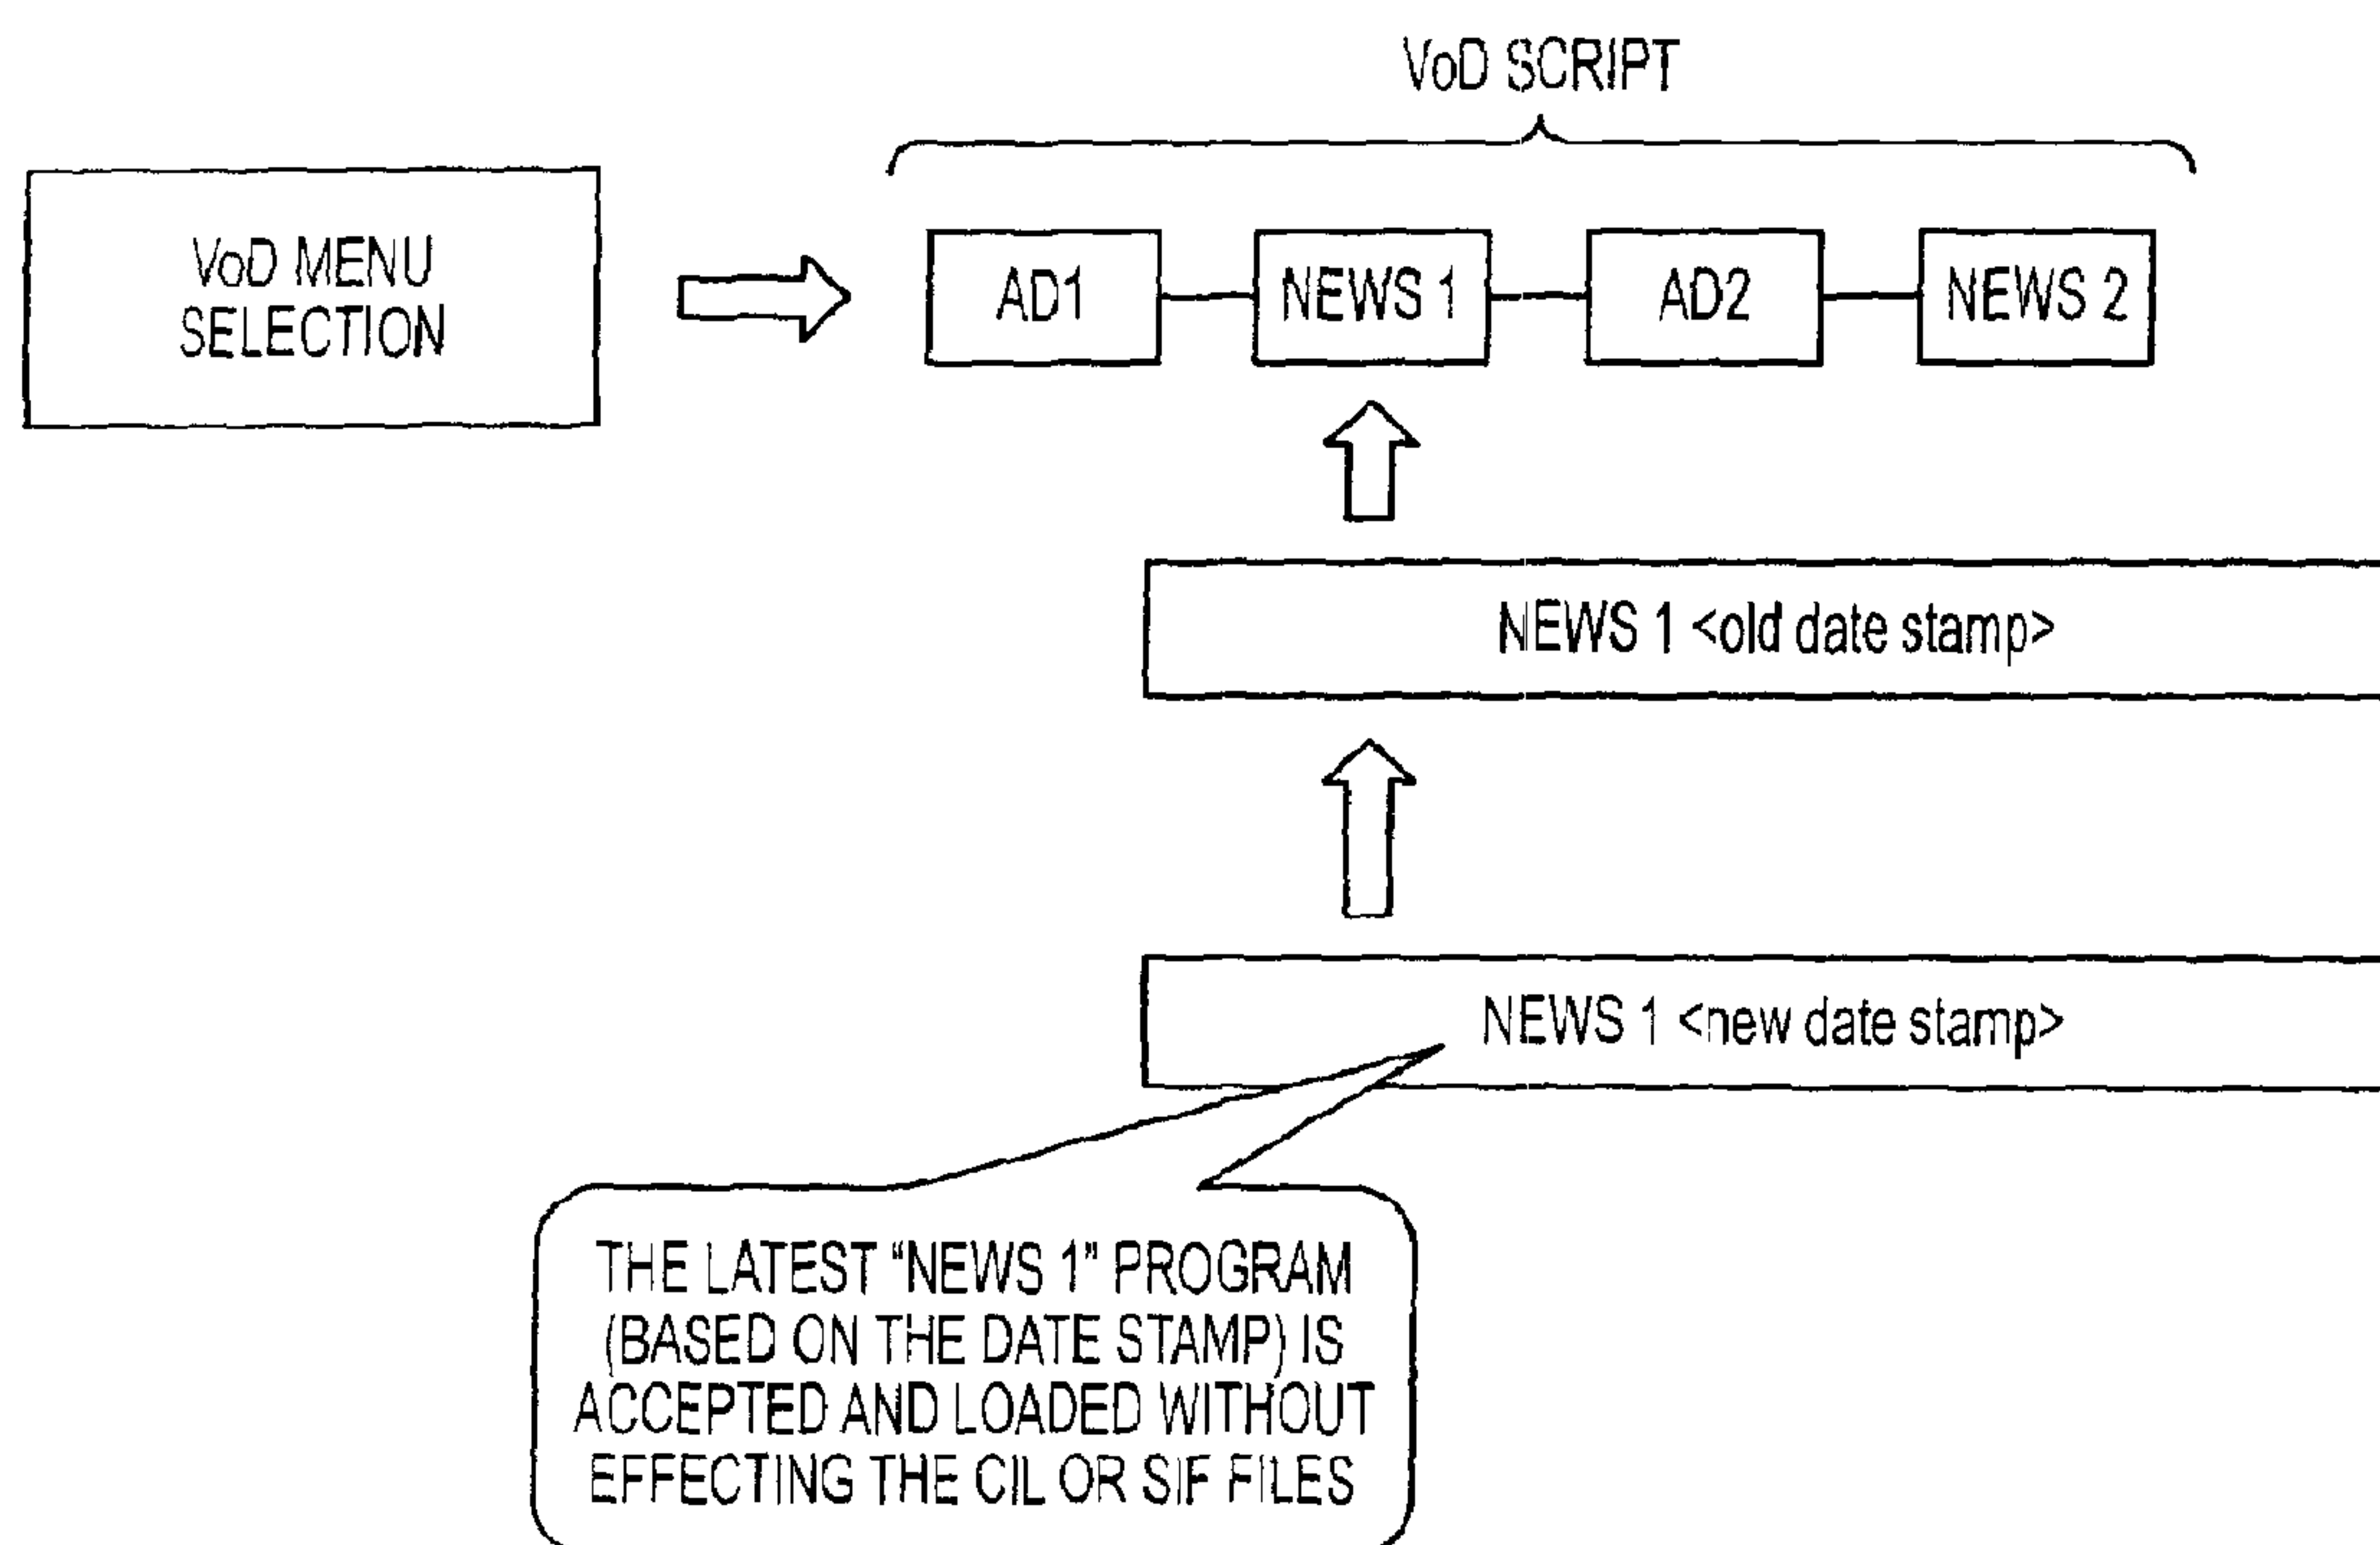 VoD SCRIPT
VoD MENU
SELECTION
AD1
NEWS 1
AD2
NEWS 2
NEWS 1 <old date stamp>
NEWS 1 <new date stamp>
THE LATEST “NEWS 1” PROGRAM
(BASED ON THE DATE STAMP) IS
ACCEPTED AND LOADED WITHOUT
EFFECTING THE CIL OR SIF FILES